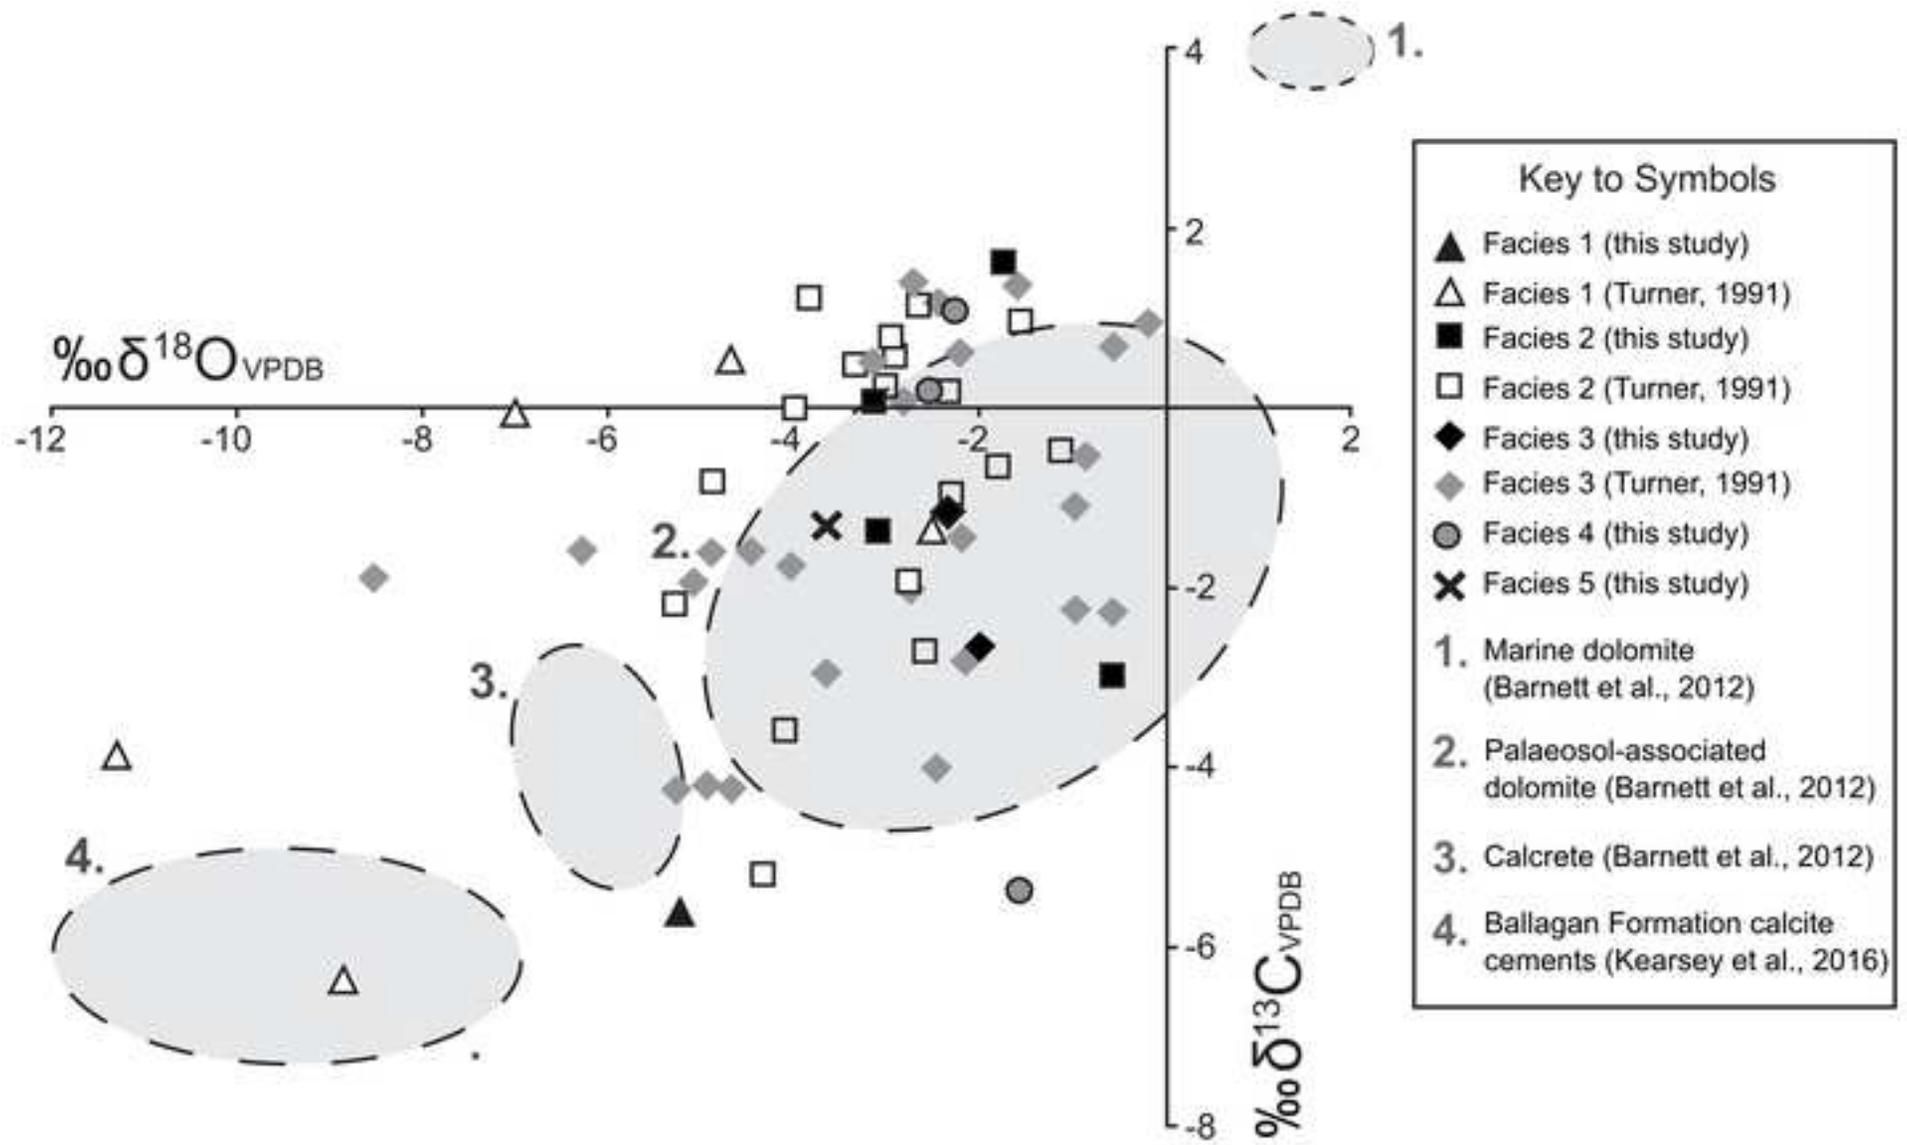 4
1.
2
‰δ18OVPDB
-12
-10
-8
-6
-4
-2
2
2.
-2
3.
-4
4.
-6
-8
‰δ13CVPDB
Key to Symbols
Facies 1 (this study)
Facies 1 (Turner, 1991)
Facies 2 (this study)
Facies 2 (Turner, 1991)
Facies 3 (this study)
Facies 3 (Turner, 1991)
Facies 4 (this study)
Facies 5 (this study)
1. Marine dolomite
(Barnett et al., 2012)
2. Palaeosol-associated
dolomite (Barnett et al., 2012)
3. Calcrete (Barnett et al., 2012)
4. Ballagan Formation calcite
cements (Kearsey et al., 2016)